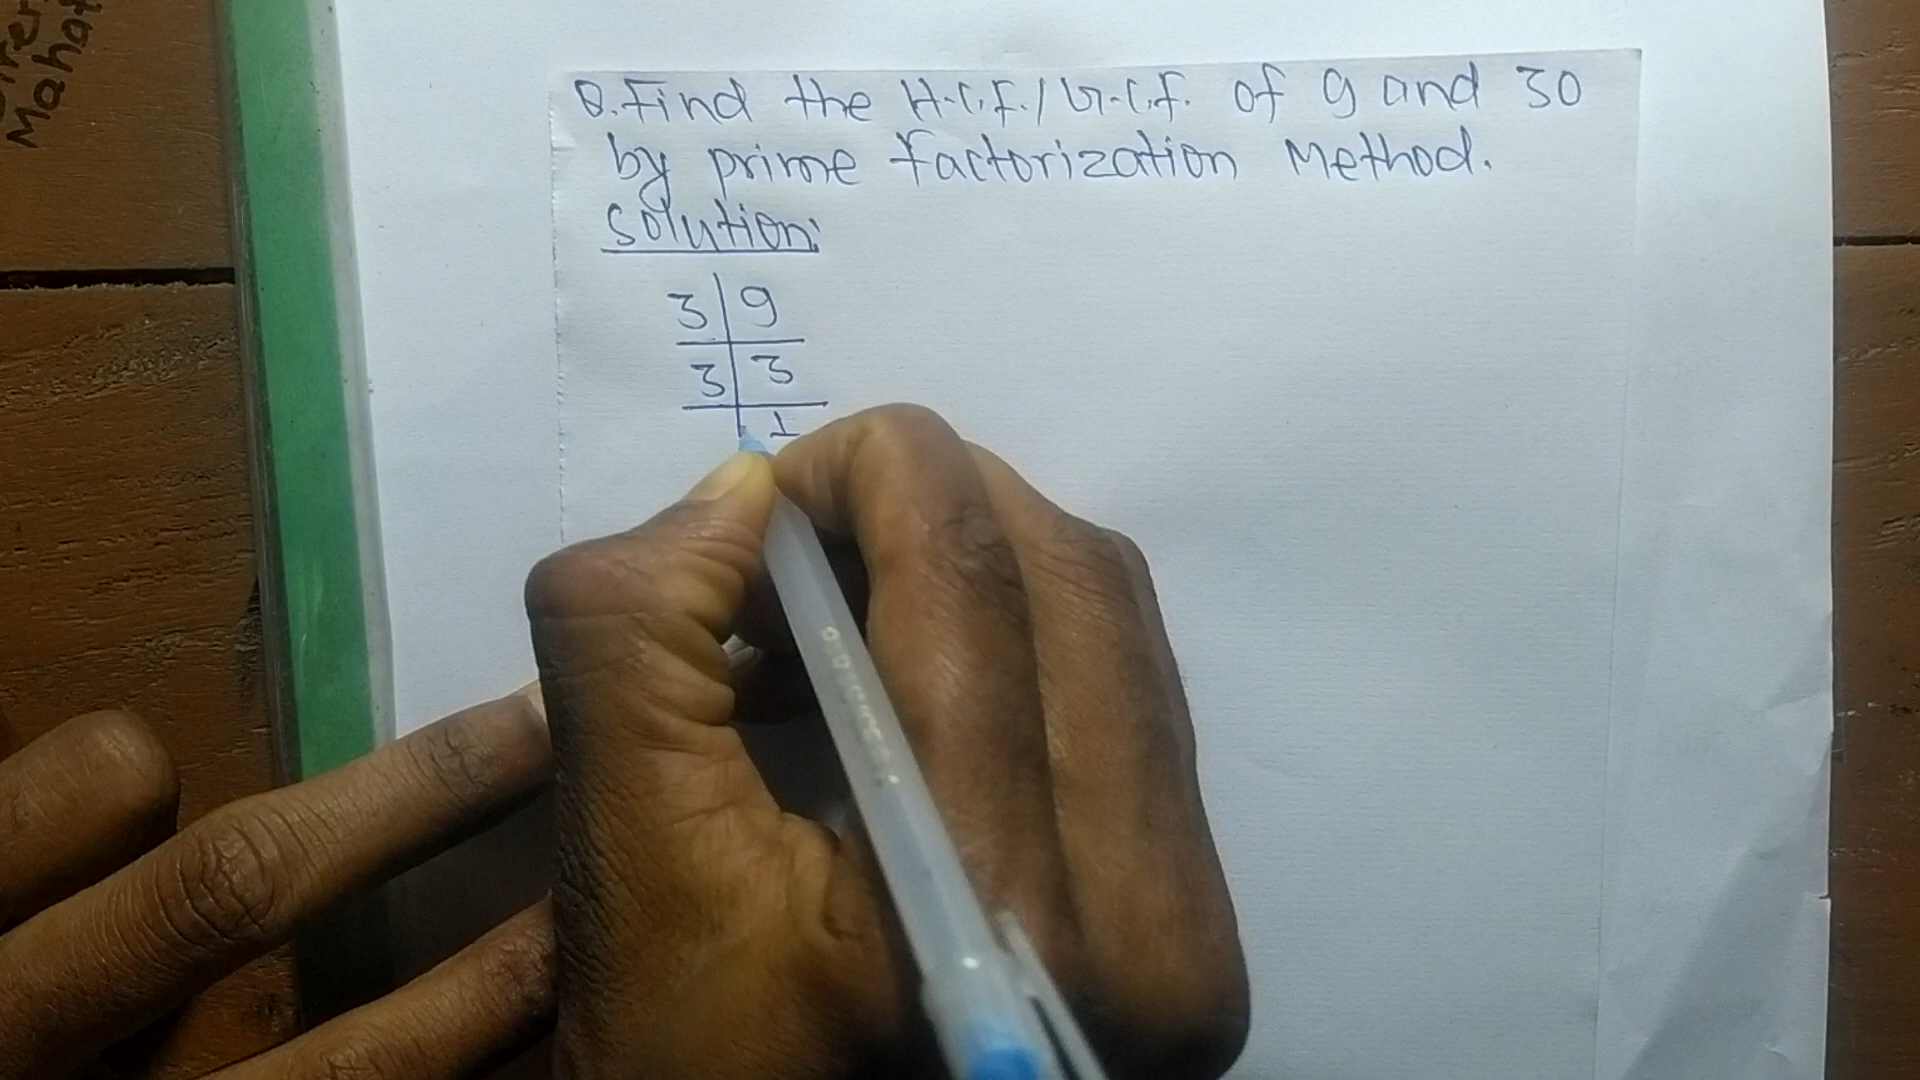 Q. Find the H.C.F./G.C.F. of 9 and 30
by prime factorization Method.
Solution:
3 | 9
3 | 3
| 1